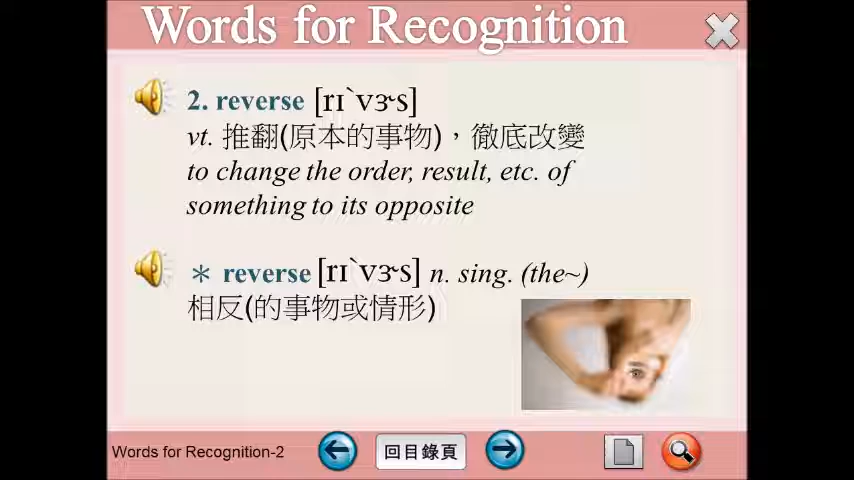 Words for Recognition
2. reverse [rɪˋvɝs]
vt. 推翻(原本的事物)，徹底改變
to change the order, result, etc. of
something to its opposite
＊ reverse [rɪˋvɝs] n. sing. (the~)
相反(的事物或情形)
Words for Recognition-2
回目錄頁